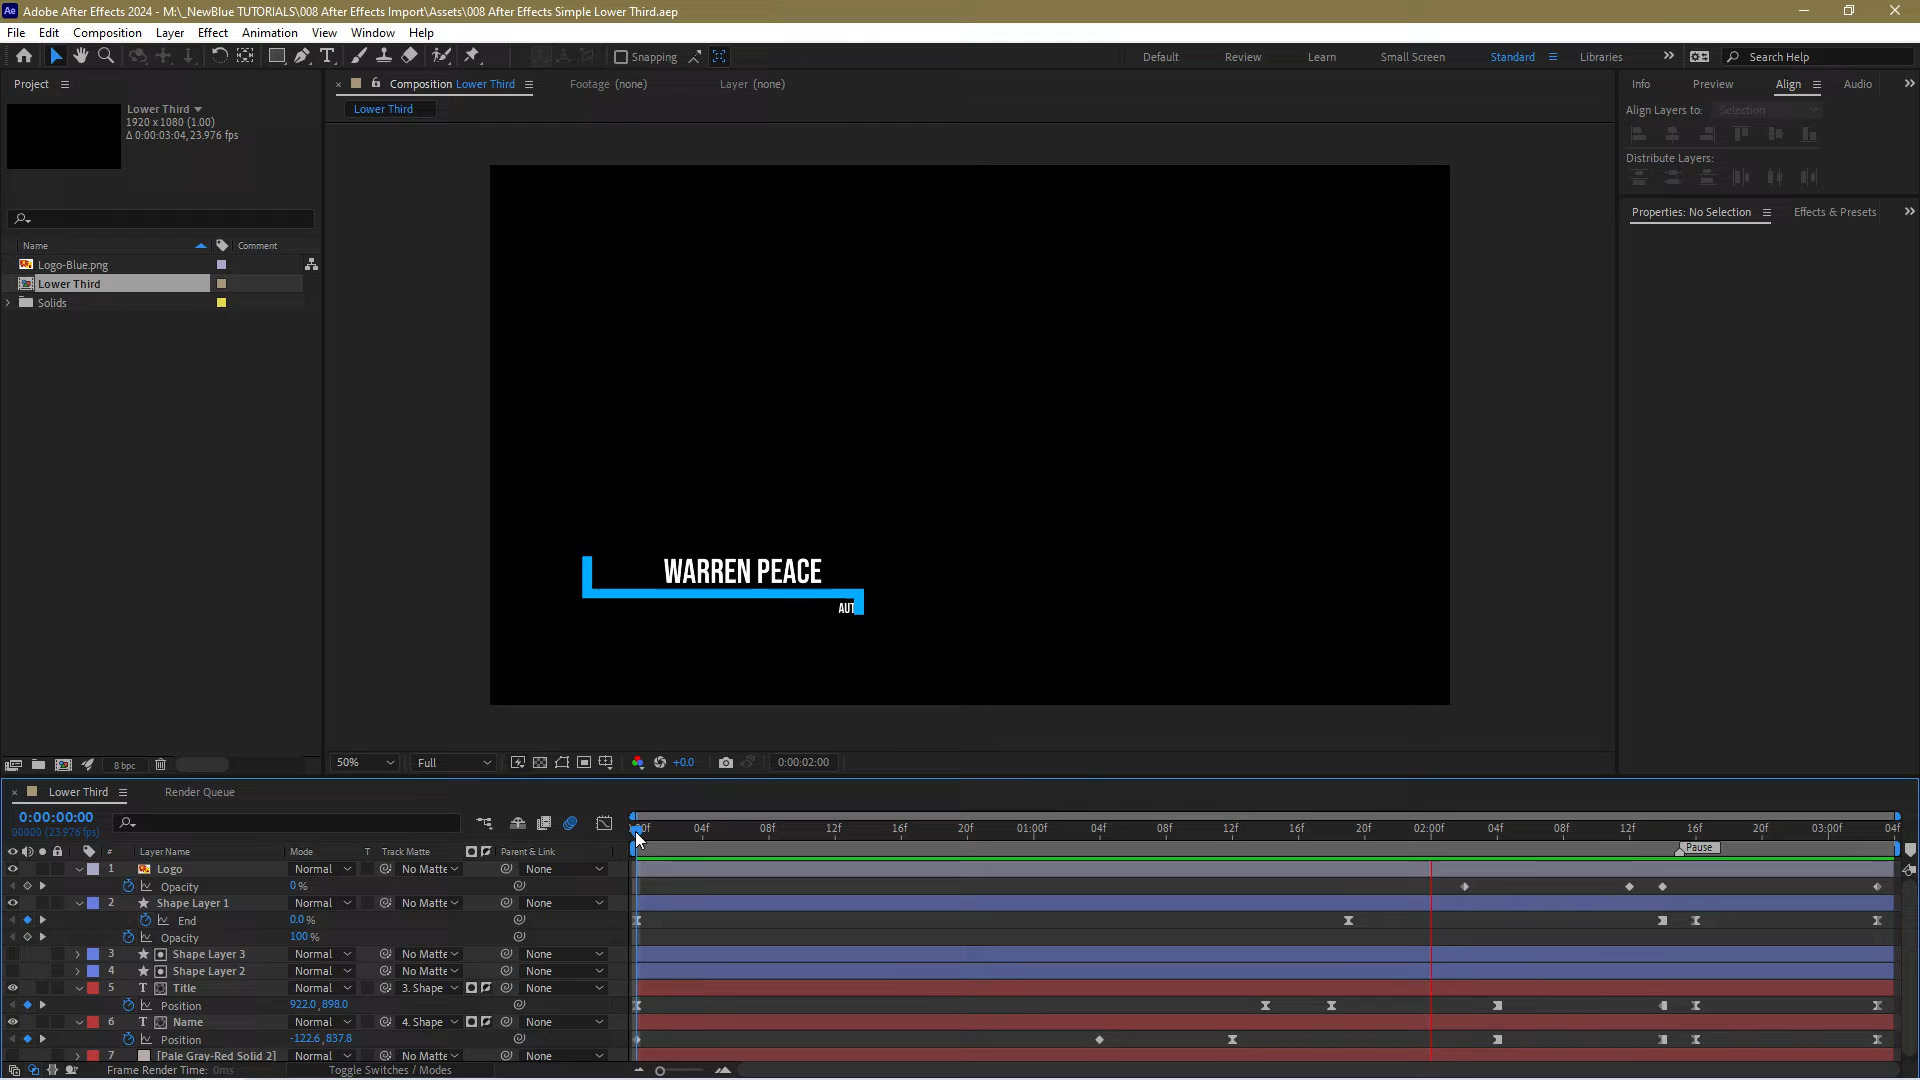 Adobe After Effects 2024 - M:\_NewBlue TUTORIALS\008 After Effects Import\Assets\008 After Effects Simple Lower Third.aep
File Edit Composition Layer Effect Animation View Window Help
Snapping Default Review Learn Small Screen Standard Libraries Search Help
Project
Composition Lower Third Footage (none) Layer (none)
Info Preview Align Audio
Lower Third
1920 x 1080 (1.00)
Δ 0:00:03:04, 23.976 fps
Lower Third
Align Layers to: Selection
Distribute Layers:
Properties: No Selection Effects & Presets
Name Comment
Logo-Blue.png
Lower Third
Solids
WARREN PEACE
AUT
8 bpc
50% Full +0.0 0:00:02:00
Lower Third Render Queue
0:00:00:00
00000 (23.976 fps)
00f 04f 08f 12f 16f 20f 01:00f 04f 08f 12f 16f 20f 02:00f 04f 08f 12f 16f 20f 03:00f 04f
Pause
# Layer Name Mode T Track Matte Parent & Link
1 Logo Normal No Matte None
Opacity 0 %
2 Shape Layer 1 Normal No Matte None
End 0.0 %
Opacity 100 %
3 Shape Layer 3 Normal No Matte None
4 Shape Layer 2 Normal No Matte None
5 T Title Normal 3. Shape None
Position 922.0, 898.0
6 T Name Normal 4. Shape None
Position -122.6, 837.8
7 [Pale Gray-Red Solid 2] Normal No Matte None
Frame Render Time: 0ms Toggle Switches / Modes